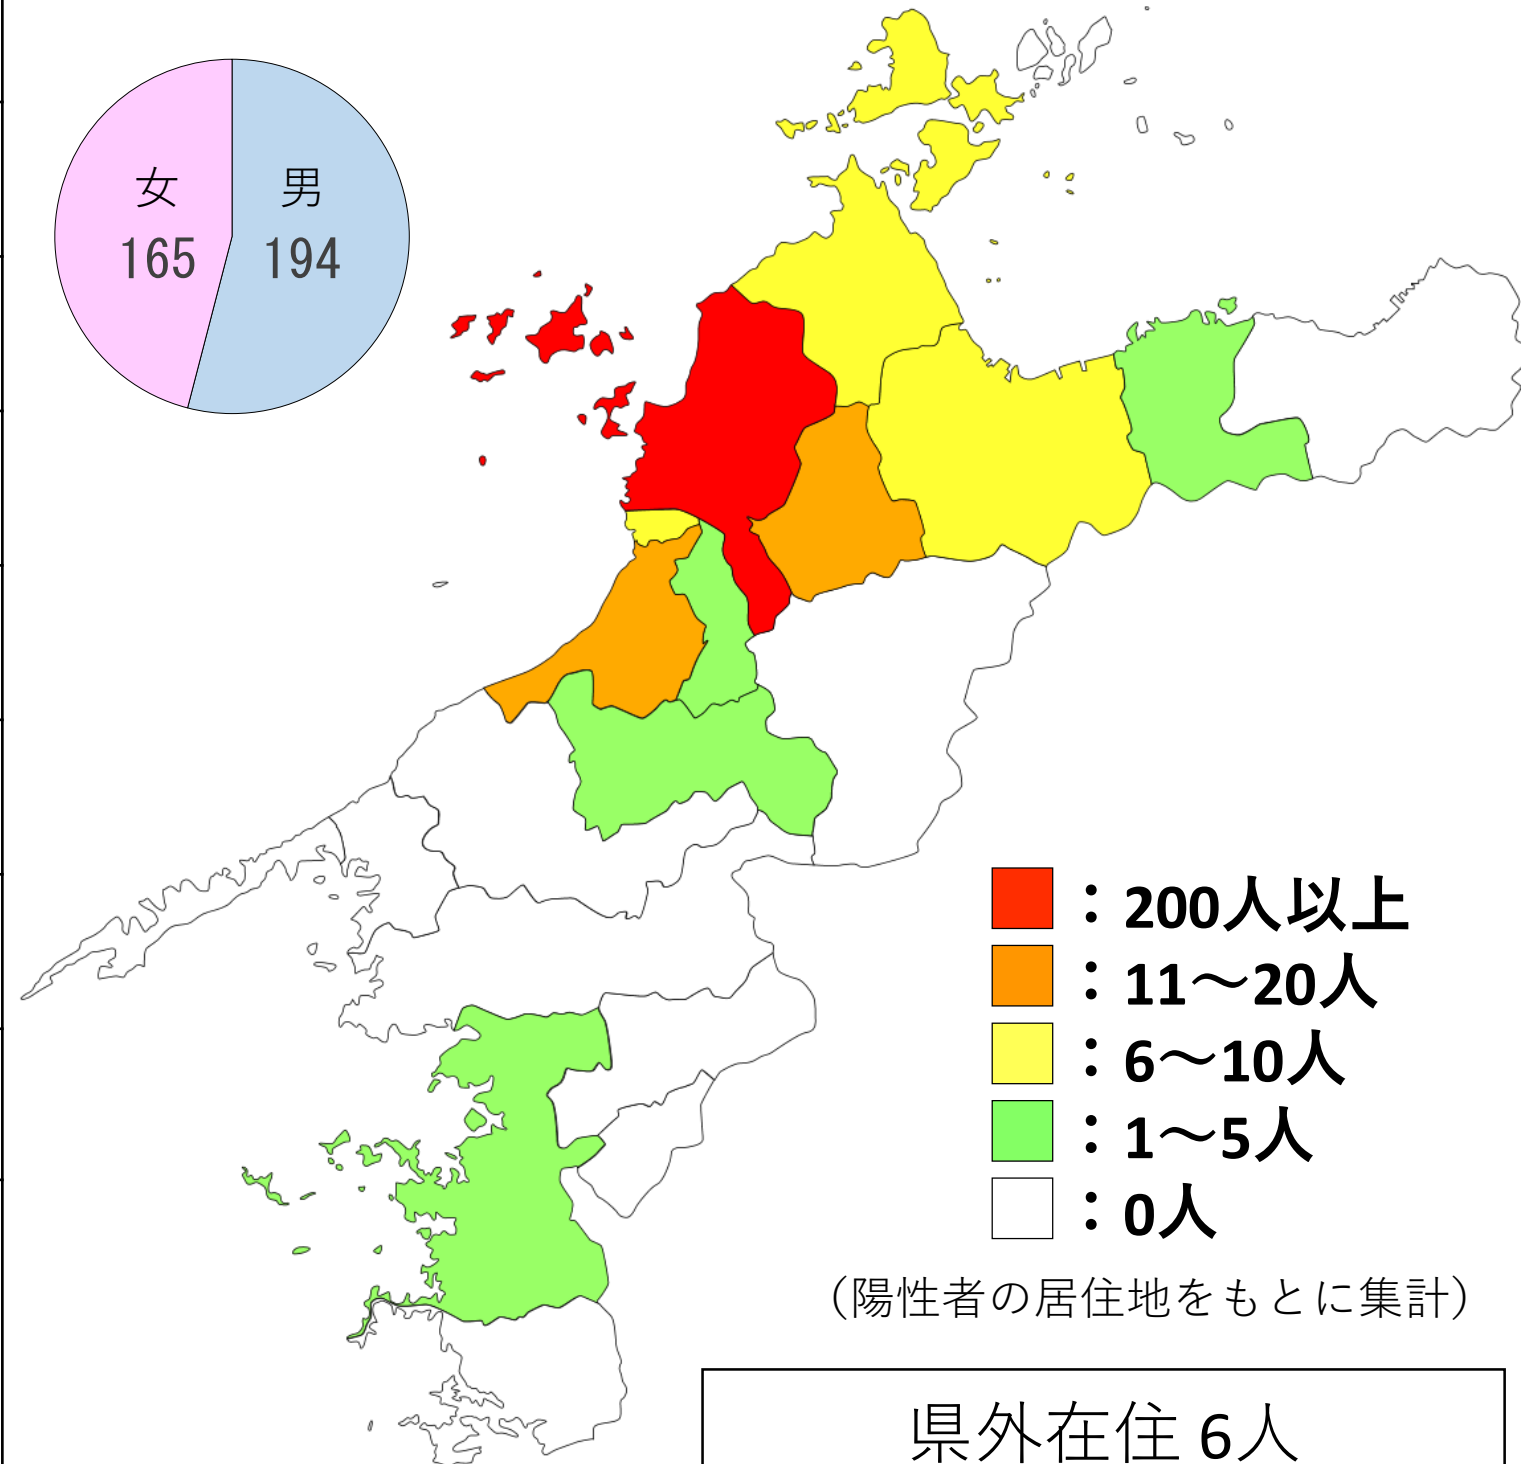 女
165
男
194
：200人以上
：11～20人
：6～10人
：1～5人
：0人
（陽性者の居住地をもとに集計）
県外在住 6人